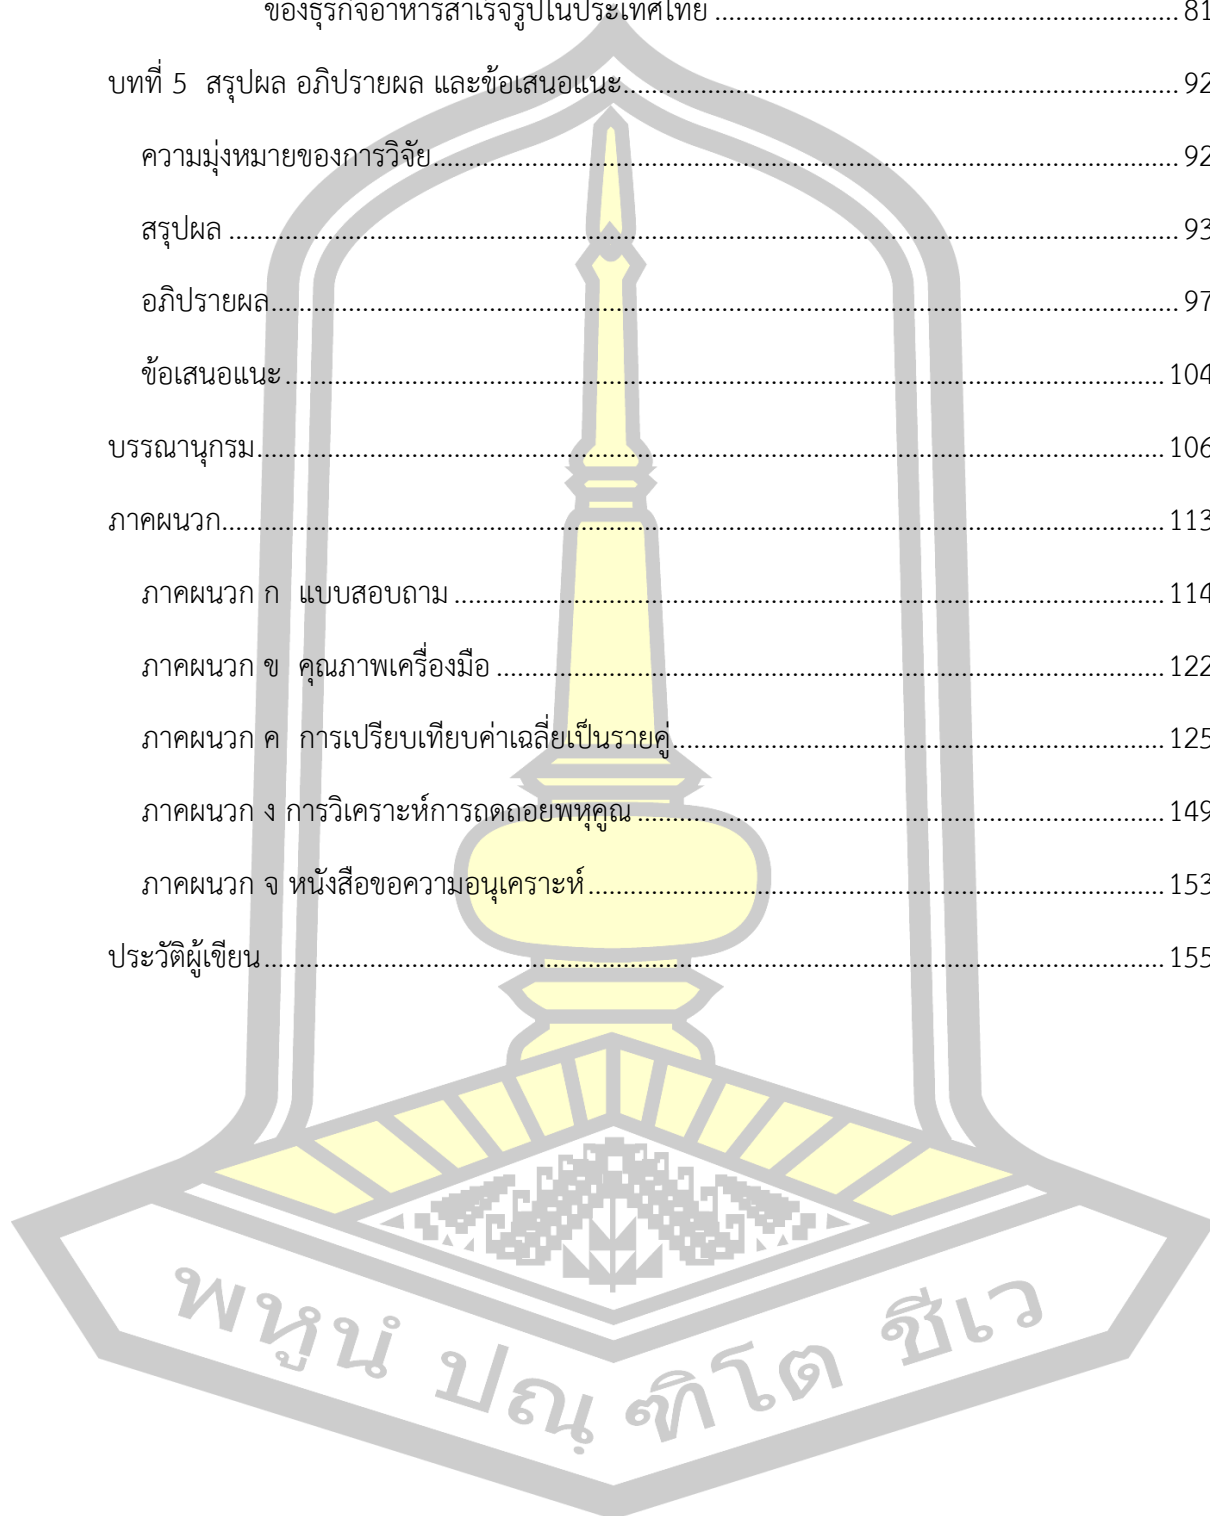 ของธุรกิจอาหารสำเร็จรูปในประเทศไทย ........................................................ 81
บทที่ 5 สรุปผล อภิปรายผล และข้อเสนอแนะ........................................................ 92
ความมุ่งหมายของการวิจัย........................................................ 92
สรุปผล ........................................................ 93
อภิปรายผล........................................................ 97
ข้อเสนอแนะ ........................................................ 104
บรรณานุกรม........................................................ 106
ภาคผนวก........................................................ 113
ภาคผนวก ก แบบสอบถาม ........................................................ 114
ภาคผนวก ข คุณภาพเครื่องมือ ........................................................ 122
ภาคผนวก ค การเปรียบเทียบค่าเฉลี่ยเป็นรายคู่........................................................ 125
ภาคผนวก ง การวิเคราะห์การถดถอยพหุคูณ ........................................................ 149
ภาคผนวก จ หนังสือขอความอนุเคราะห์ ........................................................ 153
ประวัติผู้เขียน ........................................................ 155
พหูนํ ปณฺฑิโต ชีเว